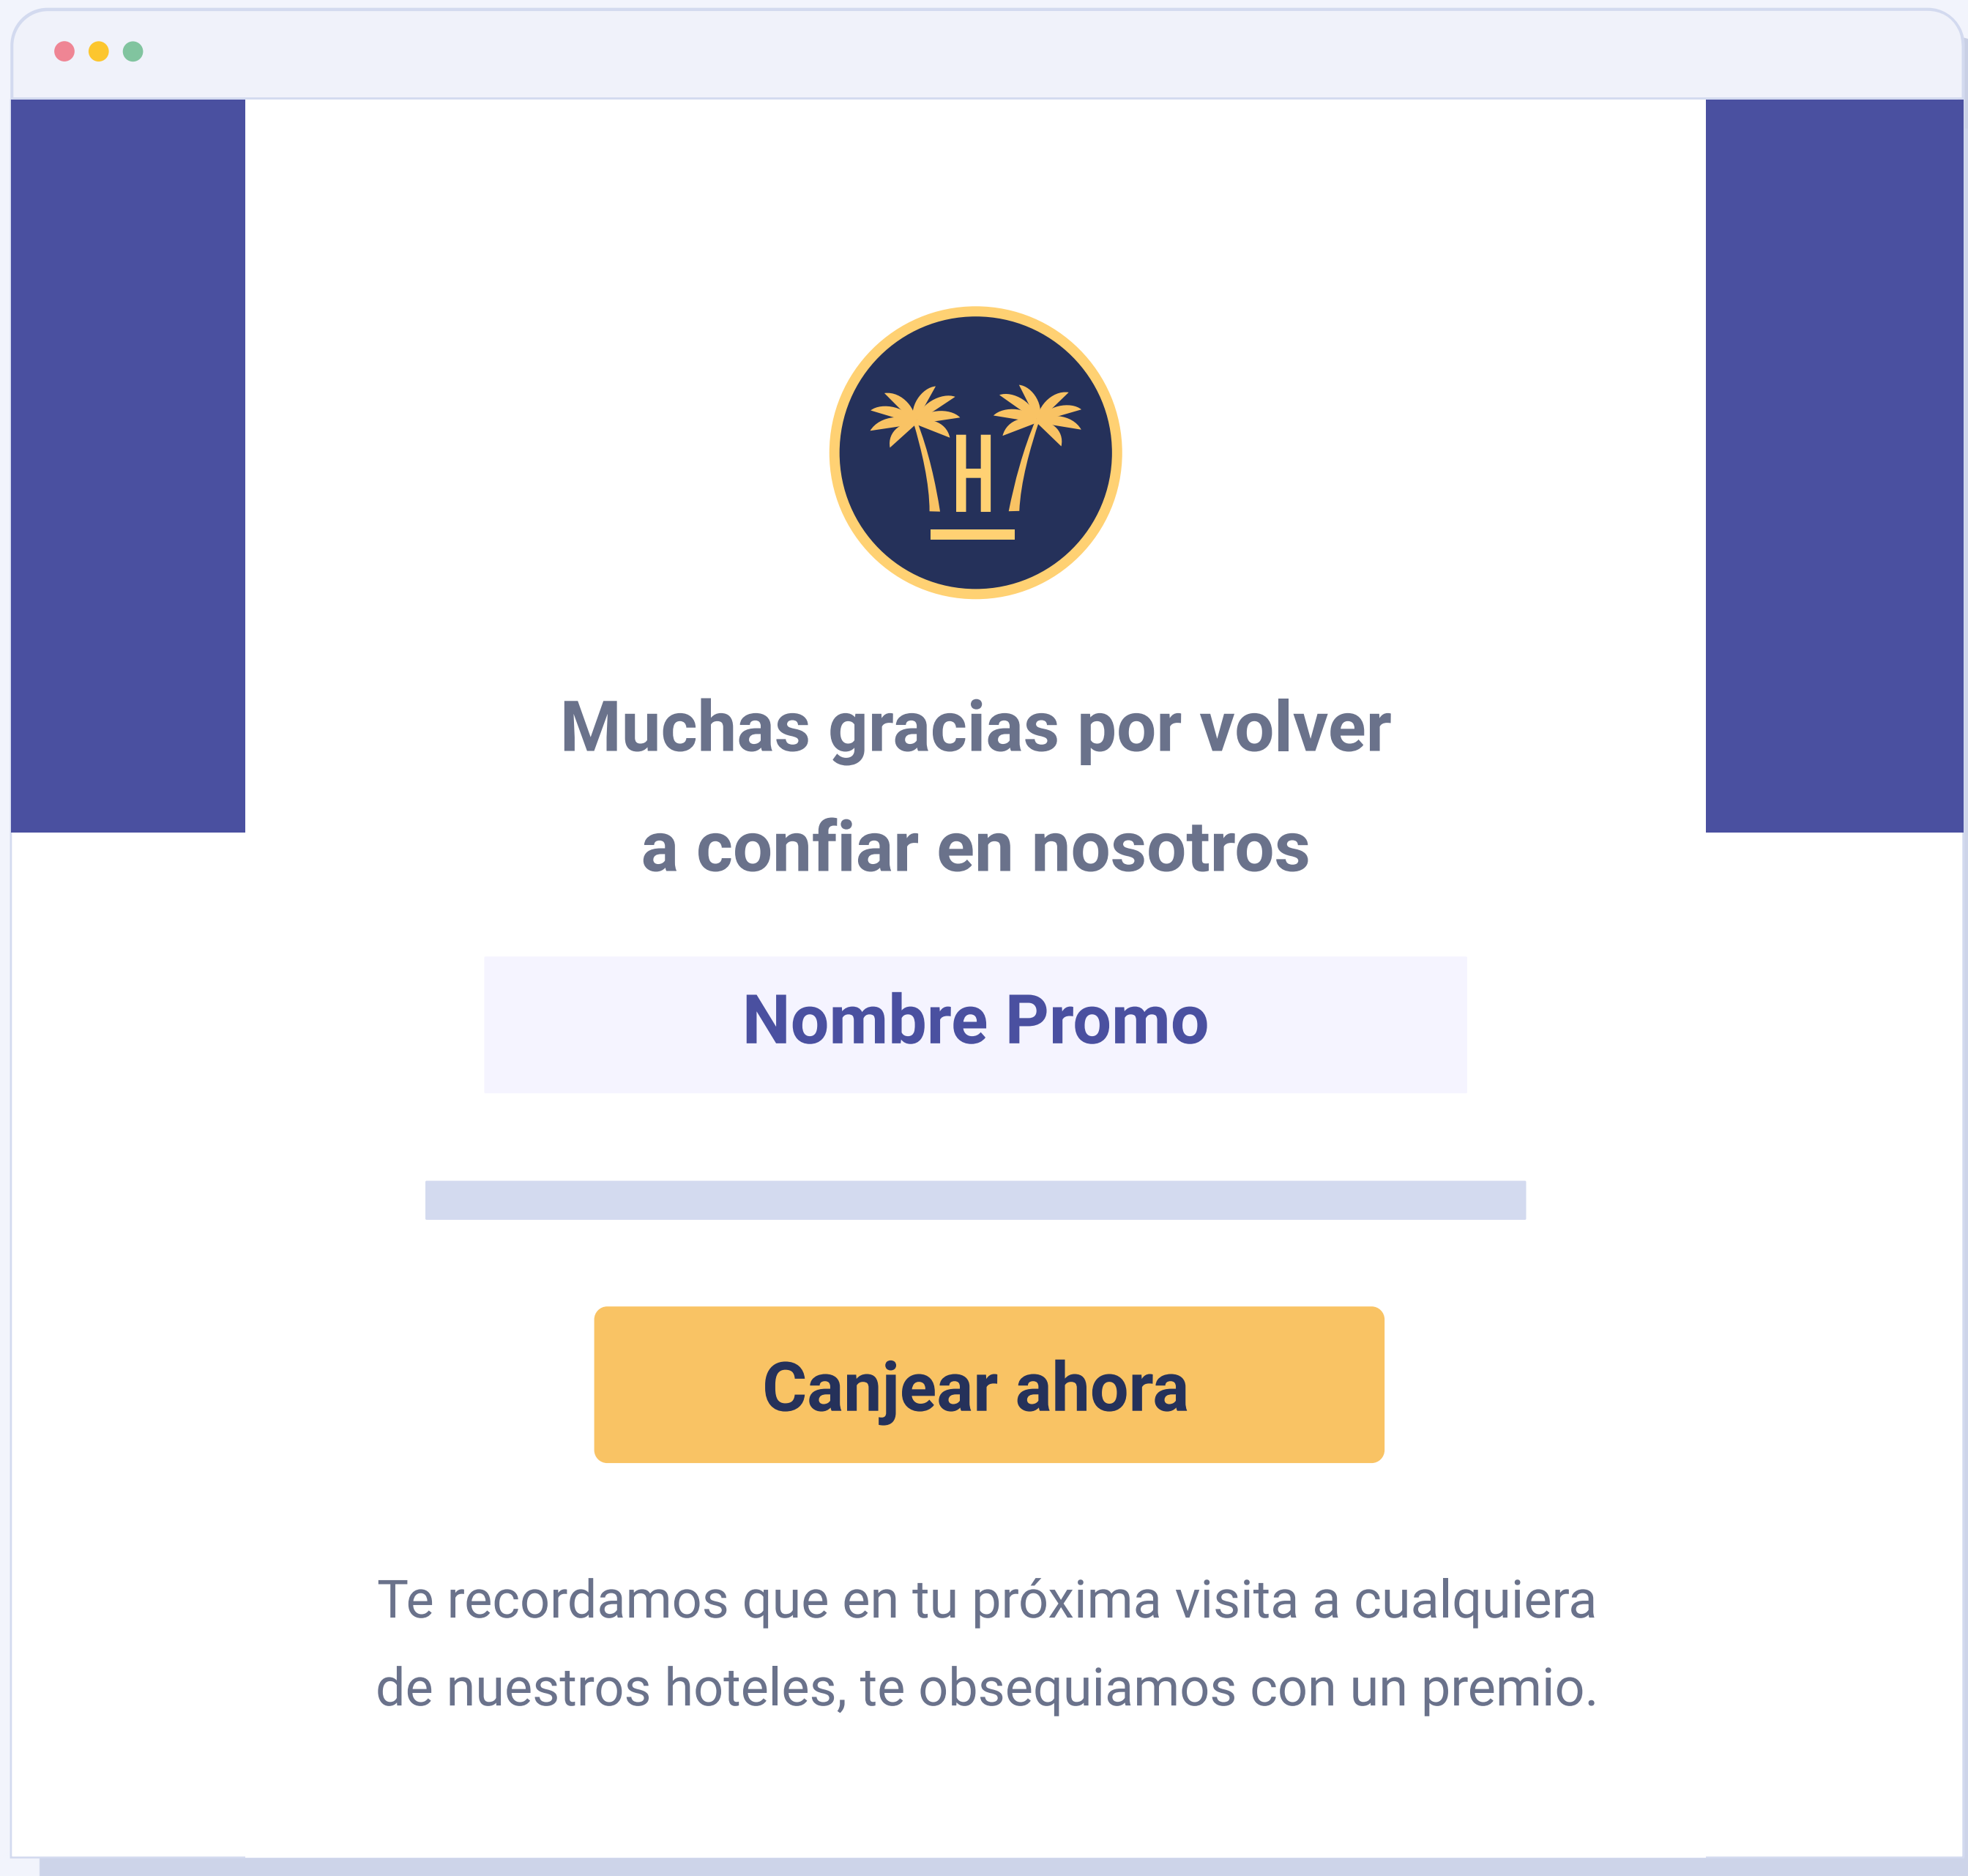 H
Muchas gracias por volver
a confiar en nosotros
Nombre Promo
Canjear ahora
Te recordamos que en tu próxima visita a cualquiera
de nuestros hoteles, te obsequiamos con un premio.